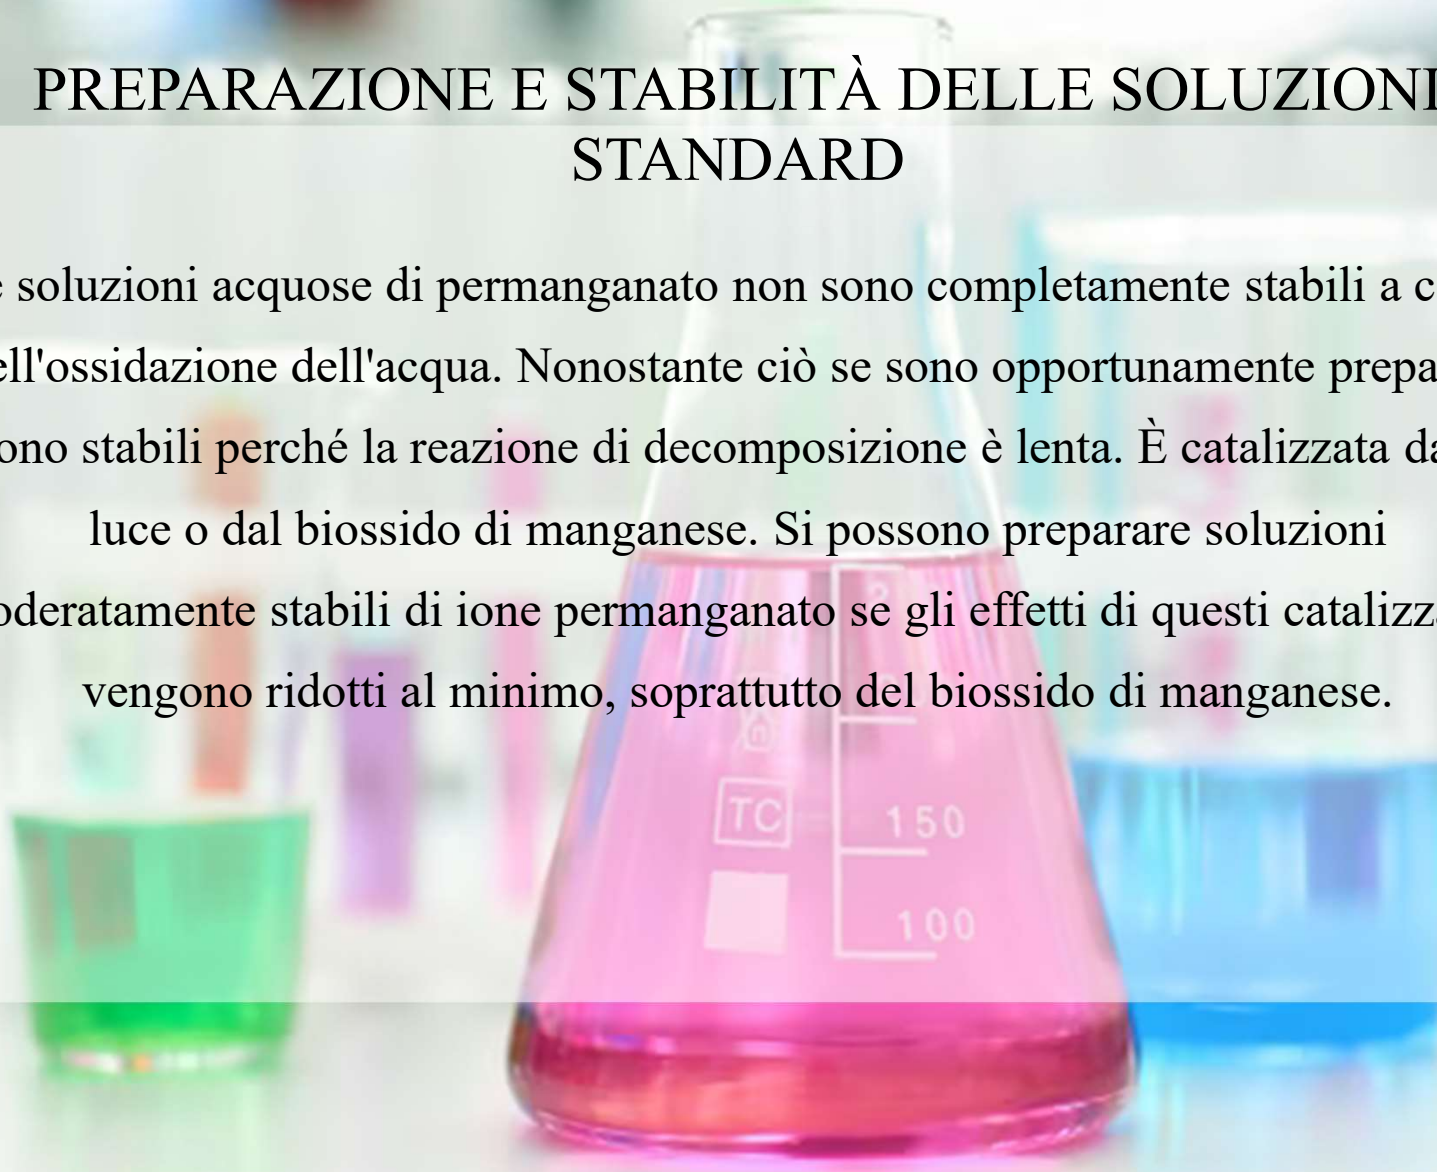 PREPARAZIONE E STABILITÀ DELLE SOLUZIONI
STANDARD
soluzioni acquose di permanganato non sono completamente stabili a
ell'ossidazione dell'acqua. Nonostante ciò se sono opportunamente prepa
ono stabili perché la reazione di decomposizione è lenta. È catalizzata
luce o dal biossido di manganese. Si possono preparare soluzioni
oderatamente stabili di ione permanganato se gli effetti di questi catalizz
vengono ridotti al minimo, soprattutto del biossido di manganese.
TC
150
100